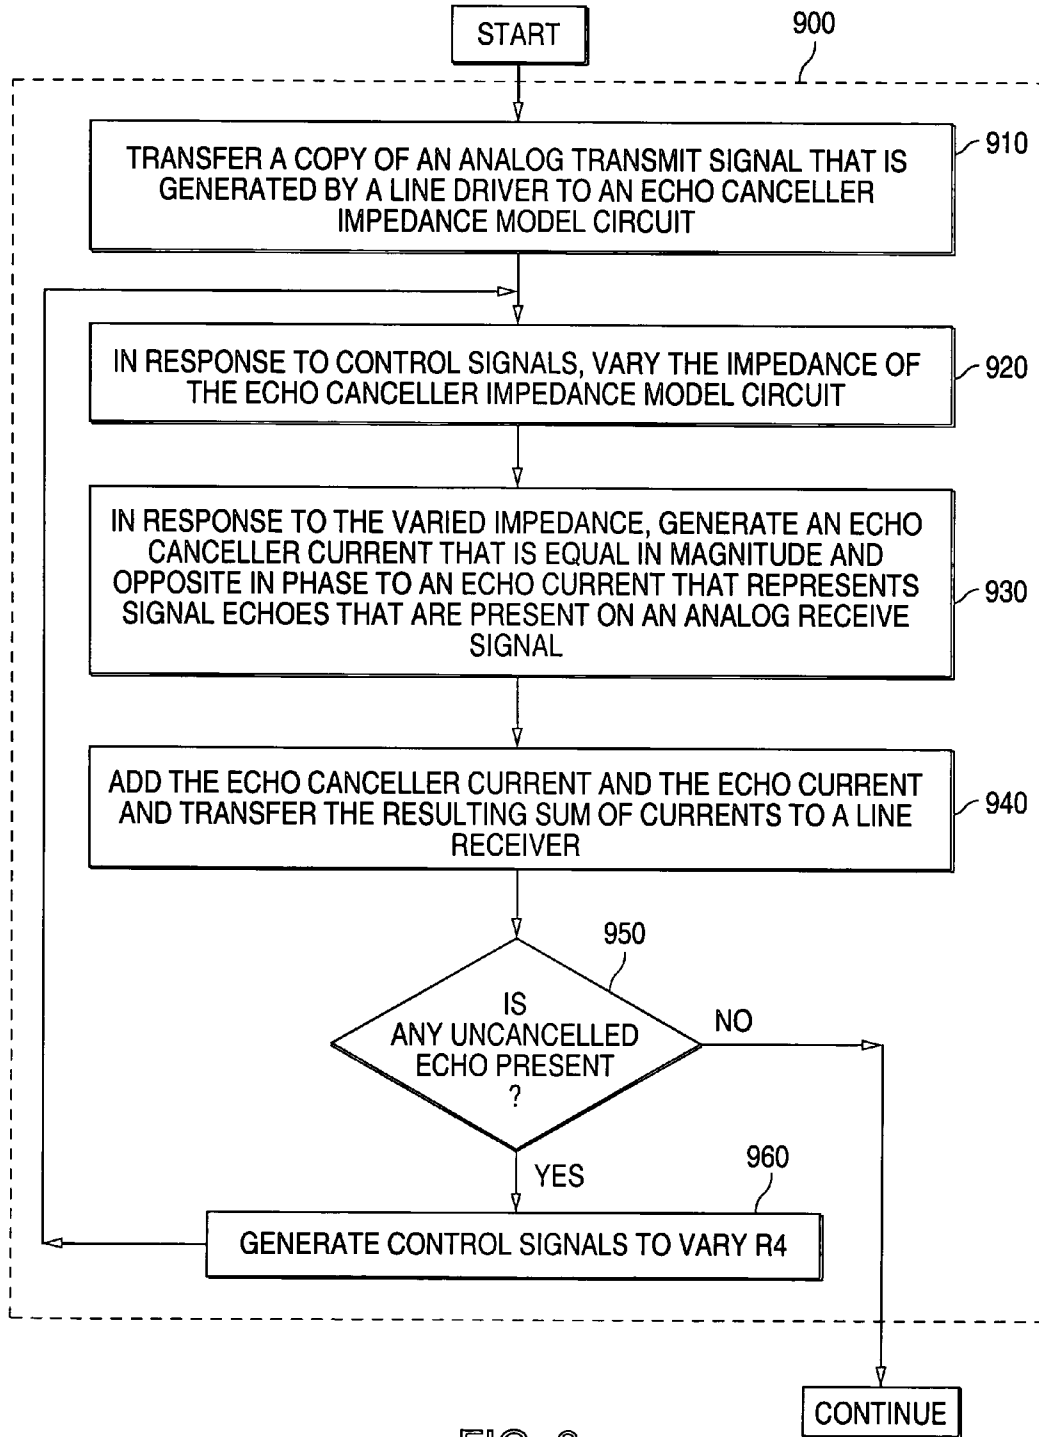 START
900
TRANSFER A COPY OF AN ANALOG TRANSMIT SIGNAL THAT IS
GENERATED BY A LINE DRIVER TO AN ECHO CANCELLER
IMPEDANCE MODEL CIRCUIT
910
IN RESPONSE TO CONTROL SIGNALS, VARY THE IMPEDANCE OF
THE ECHO CANCELLER IMPEDANCE MODEL CIRCUIT
920
IN RESPONSE TO THE VARIED IMPEDANCE, GENERATE AN ECHO
CANCELLER CURRENT THAT IS EQUAL IN MAGNITUDE AND
OPPOSITE IN PHASE TO AN ECHO CURRENT THAT REPRESENTS
SIGNAL ECHOES THAT ARE PRESENT ON AN ANALOG RECEIVE
SIGNAL
930
ADD THE ECHO CANCELLER CURRENT AND THE ECHO CURRENT
AND TRANSFER THE RESULTING SUM OF CURRENTS TO A LINE
RECEIVER
940
950
IS
ANY UNCANCELLED
ECHO PRESENT
?
NO
YES
960
GENERATE CONTROL SIGNALS TO VARY R4
CONTINUE
FIG.